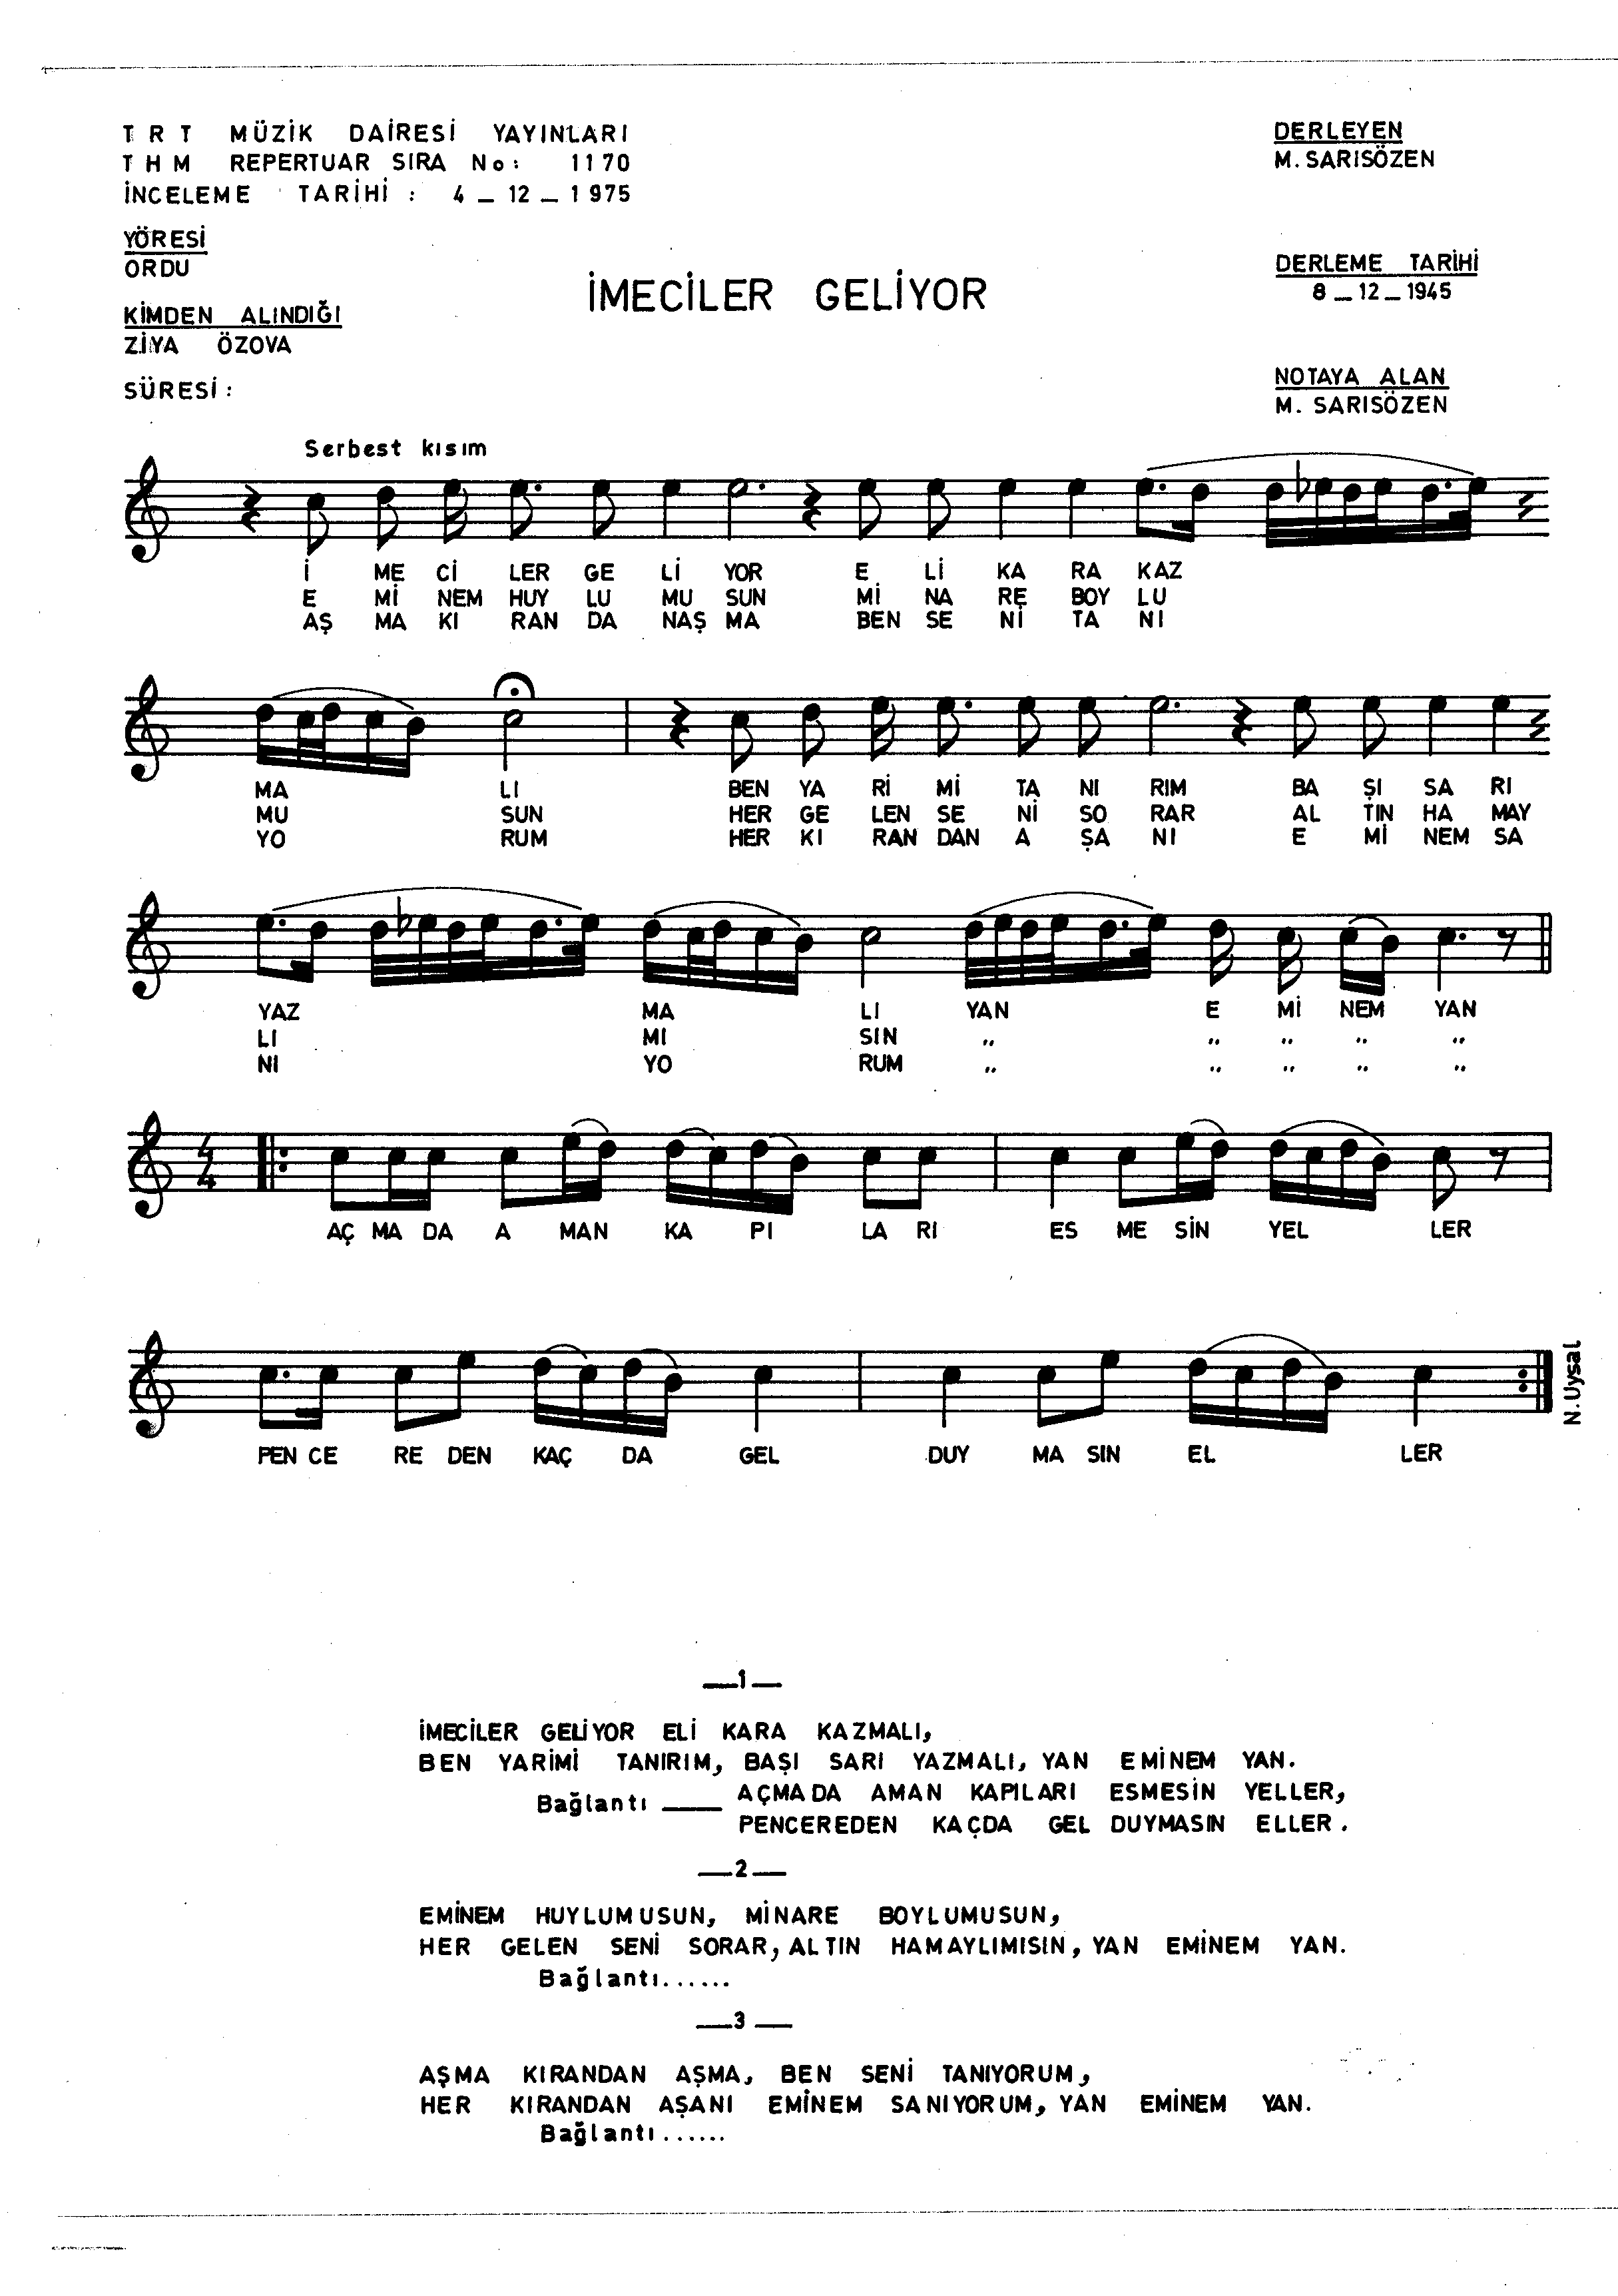 TRT MÜZİK DAİRESİ YAYINLARI
THM REPERTUAR SIRA No: 1170
İNCELEME TARİHİ : 4 _ 12 _ 1975
DERLEYEN
M. SARISÖZEN
YÖRESİ
ORDU
DERLEME TARİHİ
8 _ 12 _ 1945
İMECİLER GELİYOR
KİMDEN ALINDIĞI
ZİYA ÖZOVA
NOTAYA ALAN
M. SARISÖZEN
SÜRESİ:
Serbest kısım
İ ME Cİ LER GE Lİ YOR E Lİ KA RA KAZ
E Mİ NEM HUY LU MU SUN Mİ NA RE BOY LU
AŞ MA KI RAN DA NAŞ MA BEN SE Nİ TA NI
MA LI BEN YA Rİ Mİ TA NI RIM BA ŞI SA RI
MU SUN HER GE LEN SE Nİ SO RAR AL TIN HA MAY
YO RUM HER KI RAN DAN A ŞA NI E Mİ NEM SA
YAZ MA LI YAN E Mİ NEM YAN
LI MI SIN ,, ,, ,, ,, ,,
NI YO RUM ,, ,, ,, ,, ,,
4
4
AÇ MA DA A MAN KA PI LA RI ES ME SİN YEL LER
PEN CE RE DEN KAÇ DA GEL DUY MA SIN EL LER
N. Uysal
—1—
İMECİLER GELİYOR ELİ KARA KAZMALI,
BEN YARİMİ TANIRIM, BAŞI SARI YAZMALI, YAN EMİNEM YAN.
Bağlantı —— AÇMADA AMAN KAPILARI ESMESİN YELLER,
PENCEREDEN KAÇDA GEL DUYMASIN ELLER.
—2—
EMİNEM HUYLUMUSUN, MİNARE BOYLUMUSUN,
HER GELEN SENİ SORAR, ALTIN HAMAYLIMISIN, YAN EMİNEM YAN.
Bağlantı......
—3—
AŞMA KIRANDAN AŞMA, BEN SENİ TANIYORUM,
HER KIRANDAN AŞANI EMİNEM SANIYORUM, YAN EMİNEM YAN.
Bağlantı......